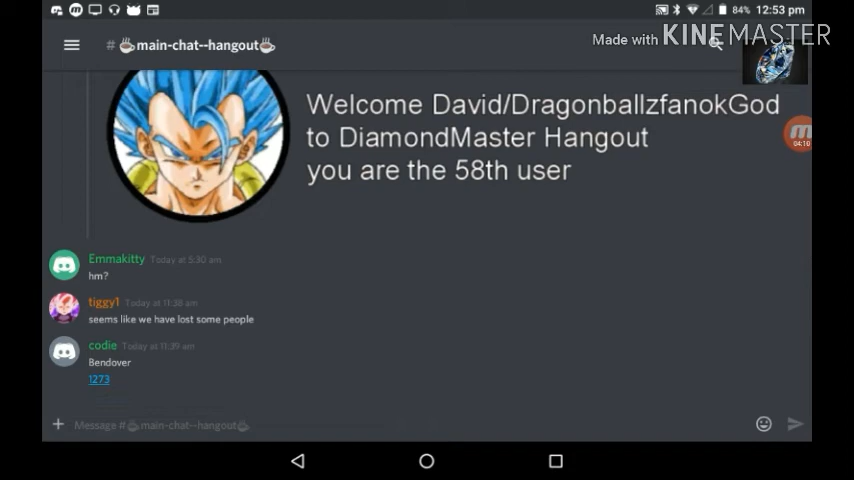 84% 12:53 pm
# ☕main-chat--hangout☕
Made with KINEMASTER
Welcome David/DragonballzfanokGod
to DiamondMaster Hangout
you are the 58th user
04:10
Emmakitty Today at 5:30 am
hm?
tiggy1 Today at 11:38 am
seems like we have lost some people
codie Today at 11:39 am
Bendover
1273
Message #☕main-chat--hangout☕